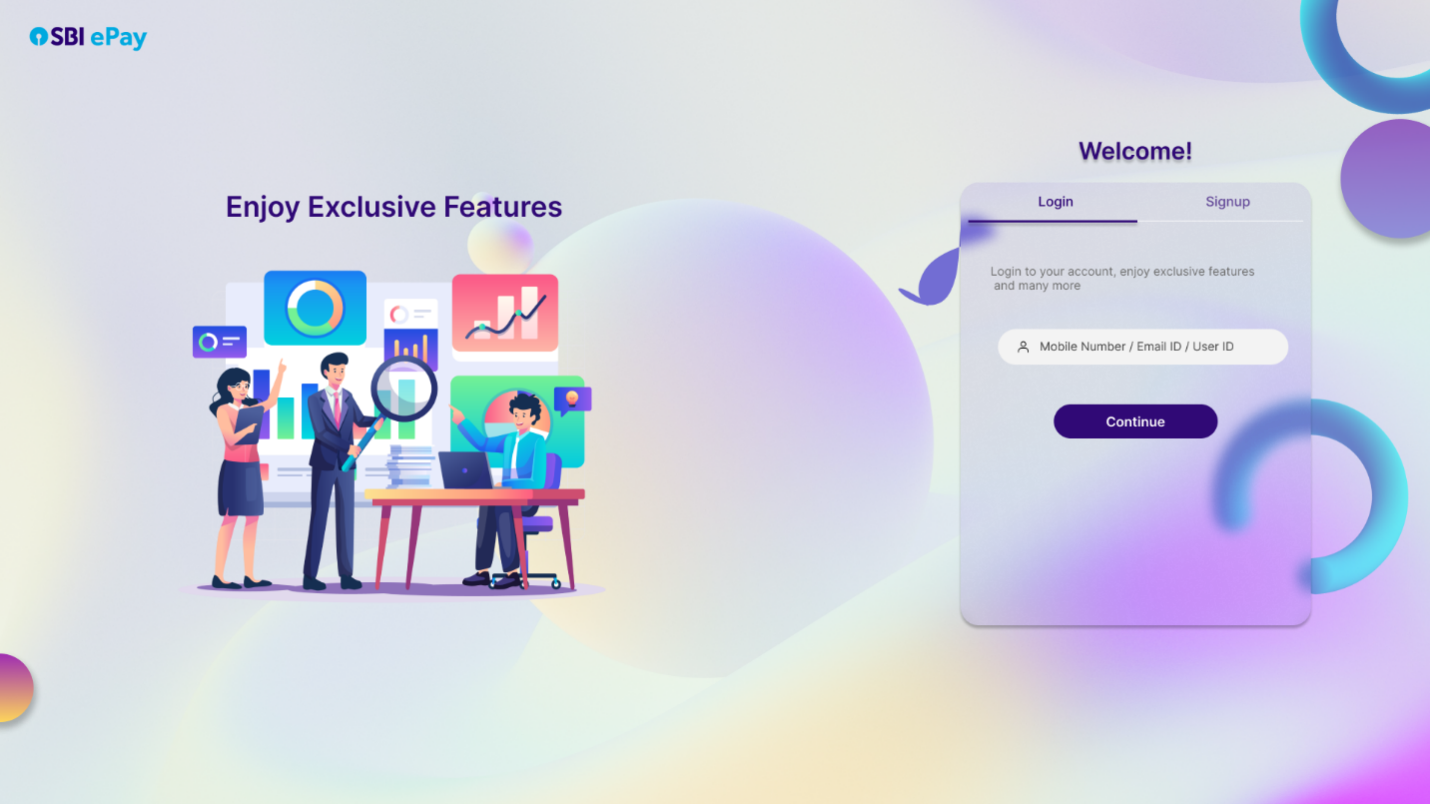 SBI ePay
Enjoy Exclusive Features
Welcome!
Login
Signup
Login to your account, enjoy exclusive features
and many more
Mobile Number / Email ID / User ID
Continue